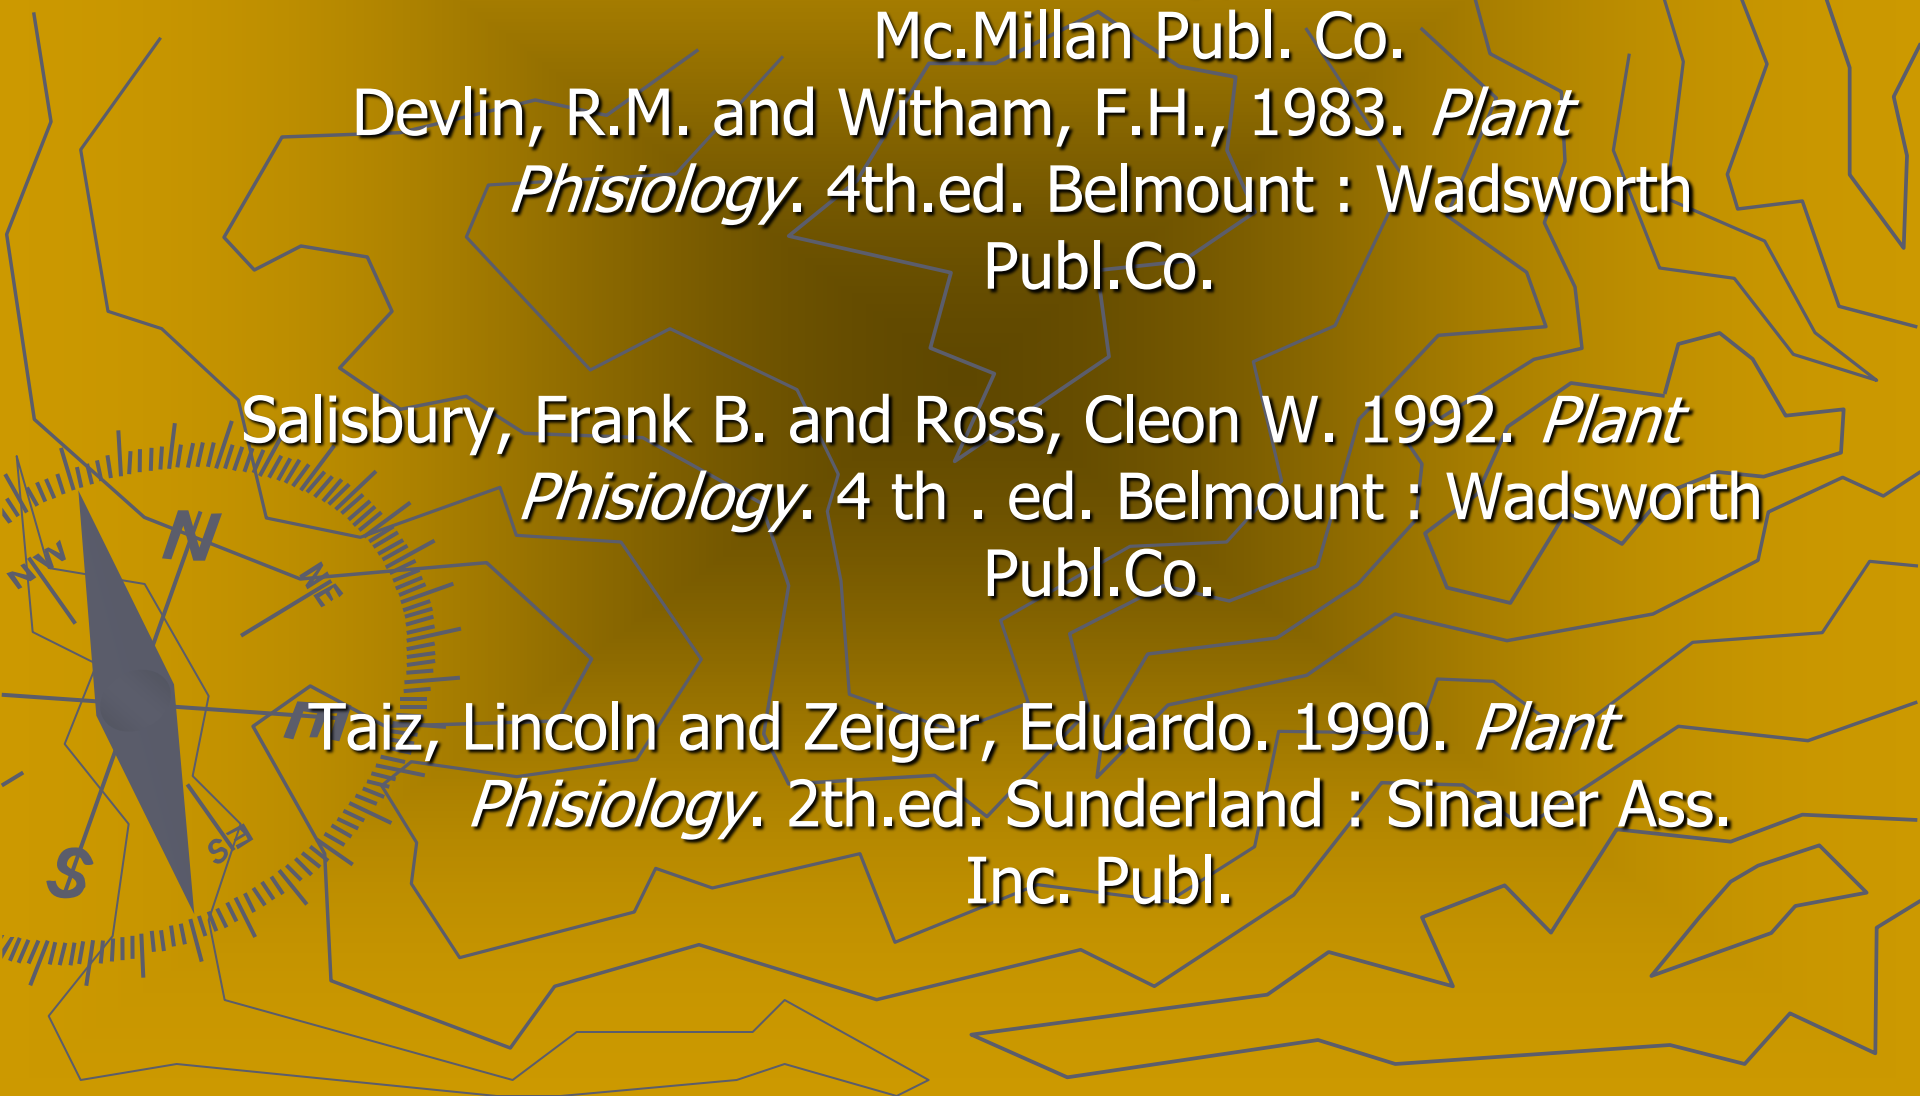 Mc.Millan Publ. Co.
Devlin, R.M. and Witham, F.H., 1983. Plant
Phisiology. 4th.ed. Belmount : Wadsworth
Publ.Co.
Salisbury, Frank B. and Ross, Cleon W. 1992. Plant
Phisiology. 4 th . ed. Belmount : Wadsworth
Publ.Co.
NW
N
NE
E
Taiz, Lincoln and Zeiger, Eduardo. 1990. Plant
Phisiology. 2th.ed. Sunderland : Sinauer Ass.
Inc. Publ.
SE
S